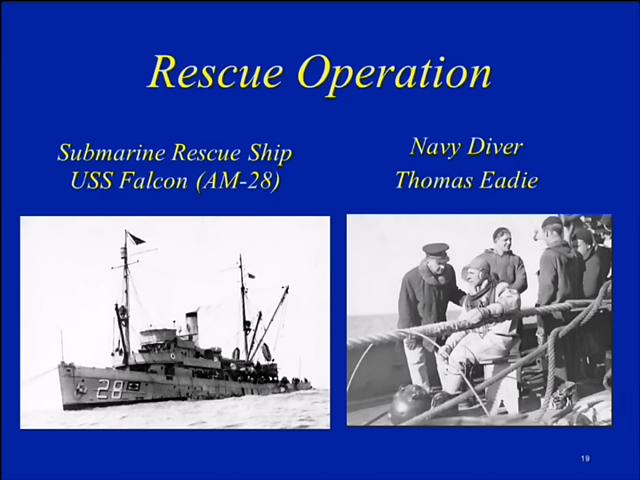 Rescue Operation
Submarine Rescue Ship
USS Falcon (AM-28)
Navy Diver
Thomas Eadie
28
19